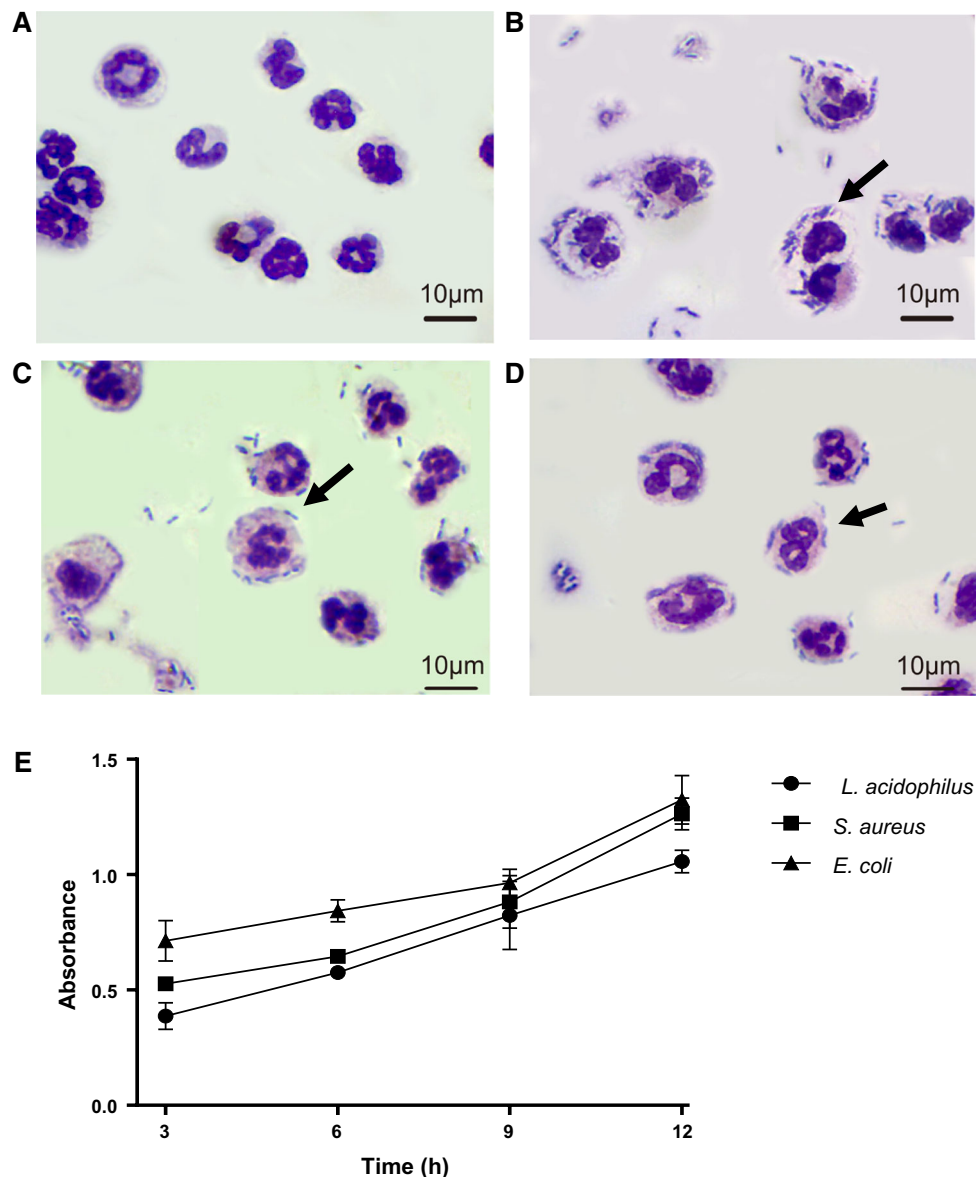 A
10µm
B
10µm
C
10µm
D
10µm
E
1.5
1.0
0.5
0.0
Absorbance
3
6
9
12
Time (h)
L. acidophilus
S. aureus
E. coli